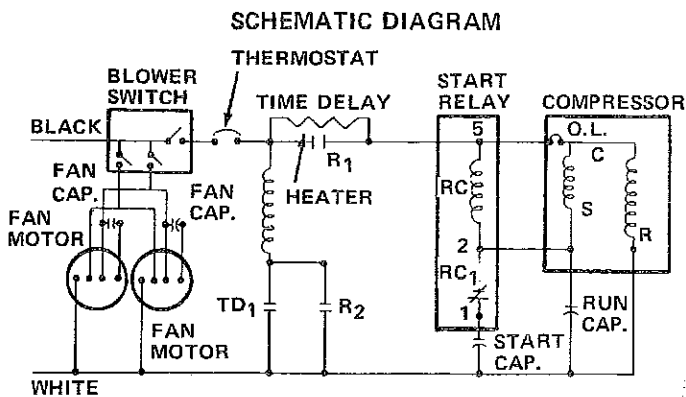 SCHEMATIC DIAGRAM
THERMOSTAT
BLOWER
SWITCH
TIME DELAY
START
RELAY
COMPRESSOR
BLACK
5
O.L.
C
R1
HEATER
FAN
CAP.
FAN
CAP.
RC
S
R
FAN
MOTOR
2
RC1
TD1
R2
1
RUN
CAP.
FAN
MOTOR
START
CAP.
WHITE